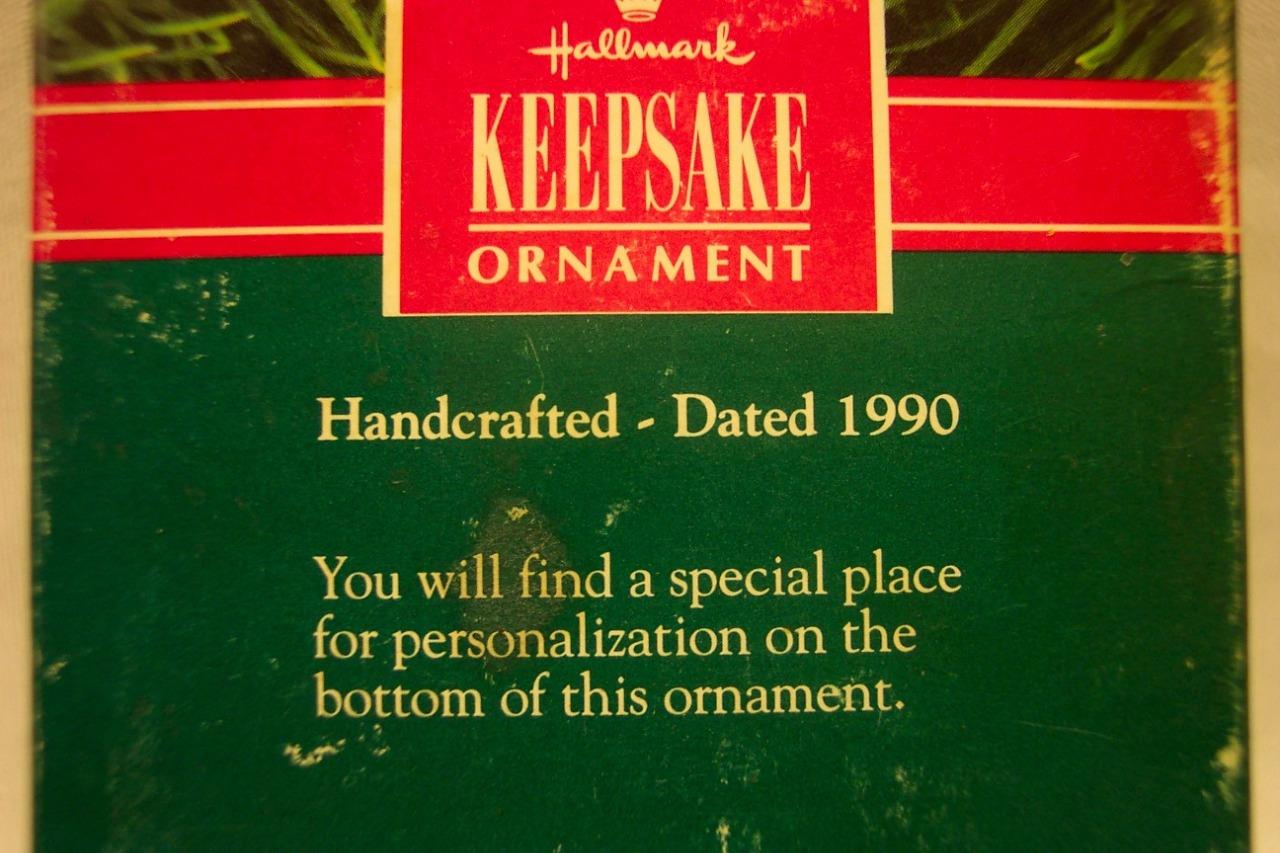 Hallmark
KEEPSAKE
ORNAMENT
Handcrafted - Dated 1990
You will find a special place
for personalization on the
bottom of this ornament.